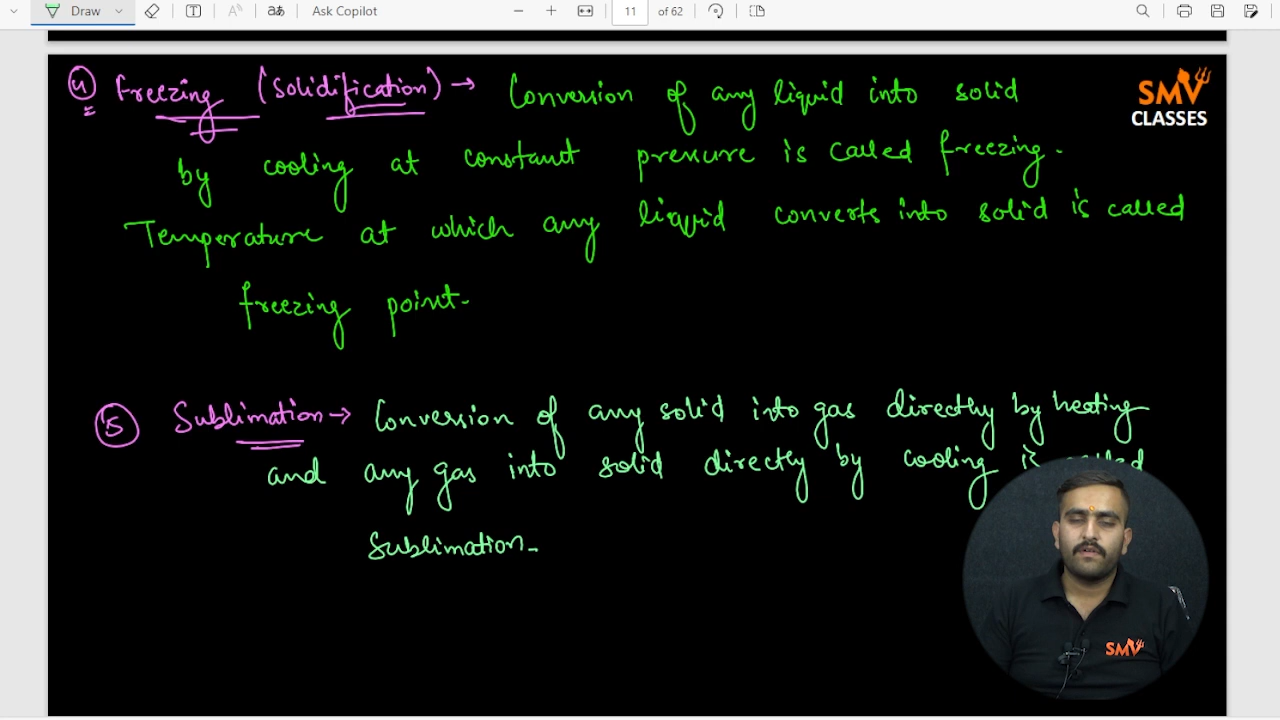 Draw
Ask Copilot
11 of 62
4 Freezing (Solidification) → Conversion of any liquid into solid
by cooling at constant pressure is called freezing.
Temperature at which any liquid converts into solid is called
freezing point.
SMV
CLASSES
5 Sublimation → Conversion of any solid into gas directly by heating
and any gas into solid directly by cooling is called
Sublimation.
SMV